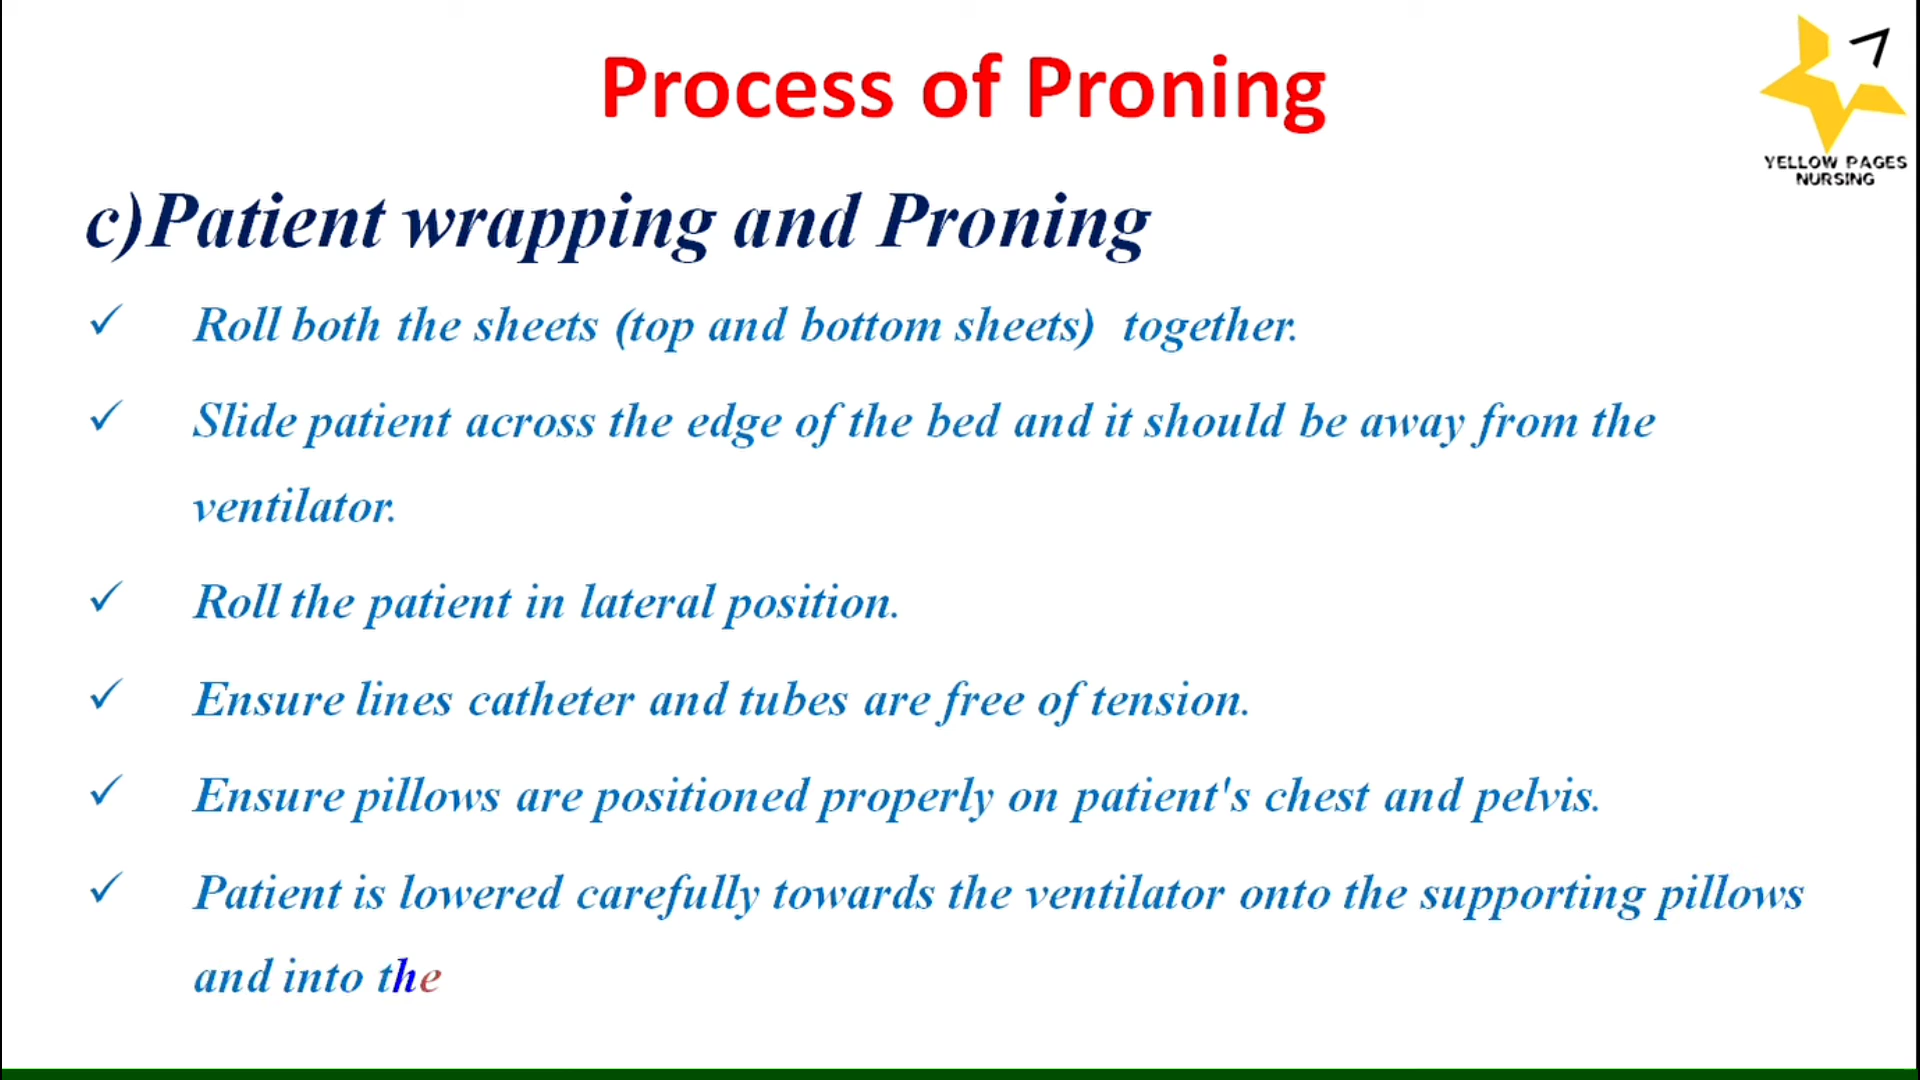 Process of Proning
YELLOW PAGES
NURSING
c)Patient wrapping and Proning
✓ Roll both the sheets (top and bottom sheets) together.
✓ Slide patient across the edge of the bed and it should be away from the
ventilator.
✓ Roll the patient in lateral position.
✓ Ensure lines catheter and tubes are free of tension.
✓ Ensure pillows are positioned properly on patient's chest and pelvis.
✓ Patient is lowered carefully towards the ventilator onto the supporting pillows
and into the